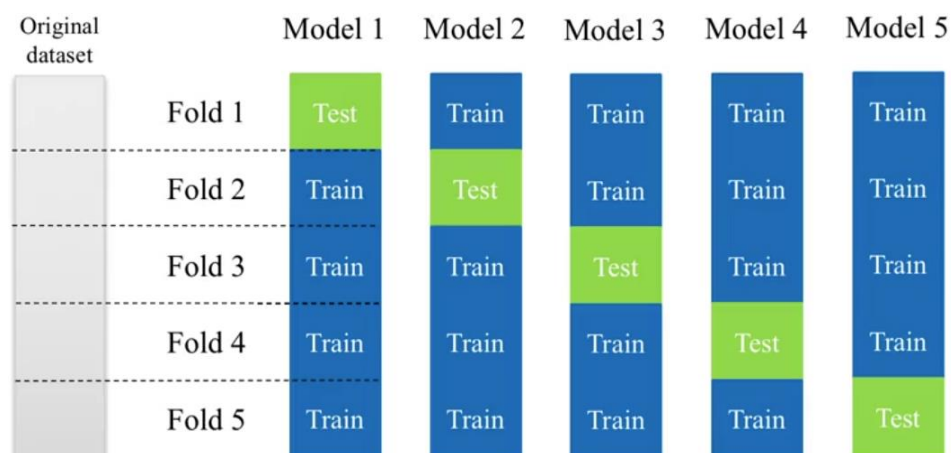 Original
dataset
Model 1 Model 2 Model 3 Model 4 Model 5
Fold 1 Test Train Train Train Train
Fold 2 Train Test Train Train Train
Fold 3 Train Train Test Train Train
Fold 4 Train Train Train Test Train
Fold 5 Train Train Train Train Test